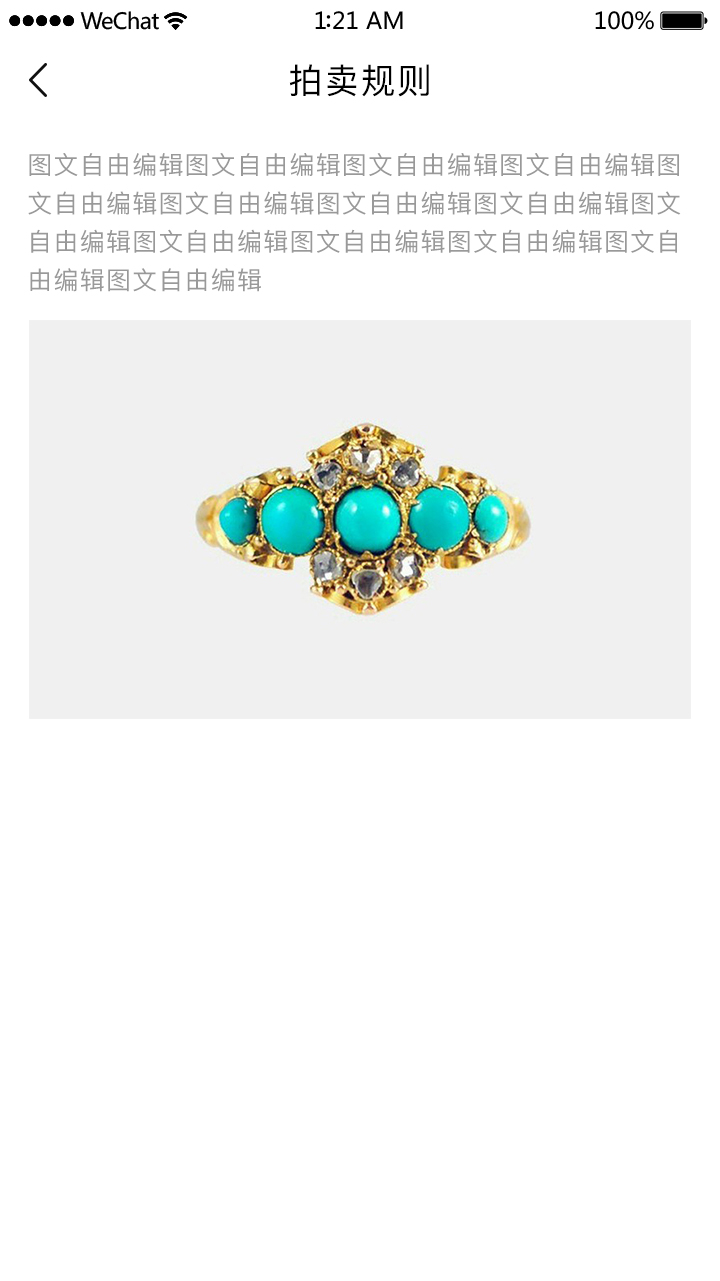 WeChat 1:21 AM 100%
拍卖规则
图文自由编辑图文自由编辑图文自由编辑图文自由编辑图
文自由编辑图文自由编辑图文自由编辑图文自由编辑图文
自由编辑图文自由编辑图文自由编辑图文自由编辑图文自
由编辑图文自由编辑